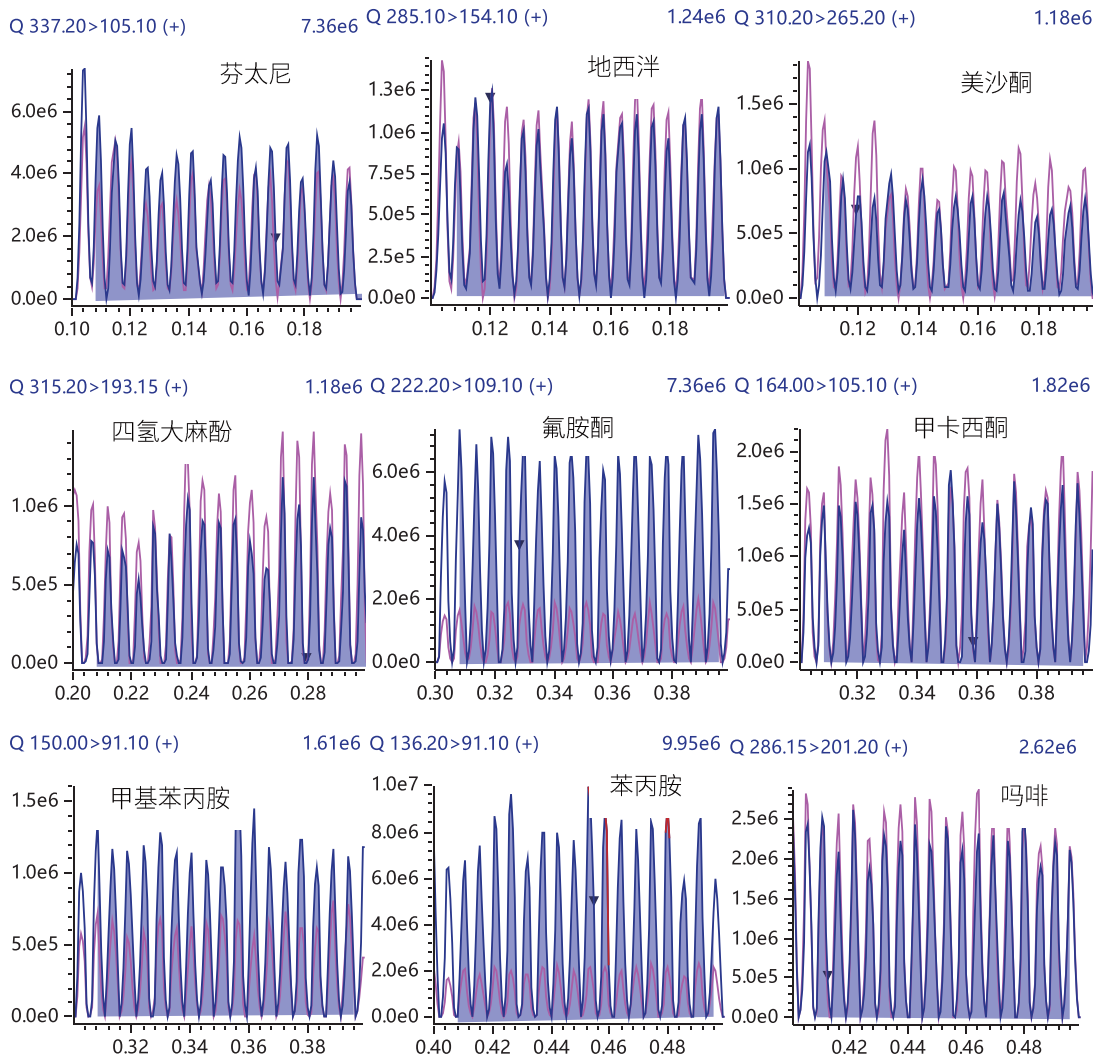 Q 337.20>105.10 (+) 7.36e6
芬太尼
6.0e6
4.0e6
2.0e6
0.0e0
0.10 0.12 0.14 0.16 0.18
Q 285.10>154.10 (+) 1.24e6
地西泮
1.3e6
1.0e6
7.5e5
5.0e5
2.5e5
0.0e0
0.12 0.14 0.16 0.18
Q 310.20>265.20 (+) 1.18e6
美沙酮
1.5e6
1.0e6
5.0e5
0.0e0
0.12 0.14 0.16 0.18
Q 315.20>193.15 (+) 1.18e6
四氢大麻酚
1.0e6
5.0e5
0.0e0
0.20 0.22 0.24 0.26 0.28
Q 222.20>109.10 (+) 7.36e6
氟胺酮
6.0e6
4.0e6
2.0e6
0.0e0
0.30 0.32 0.34 0.36 0.38
Q 164.00>105.10 (+) 1.82e6
甲卡西酮
2.0e6
1.5e6
1.0e6
5.0e5
0.0e0
0.32 0.34 0.36 0.38
Q 150.00>91.10 (+) 1.61e6
甲基苯丙胺
1.5e6
1.0e6
5.0e5
0.0e0
0.32 0.34 0.36 0.38
Q 136.20>91.10 (+) 9.95e6
苯丙胺
1.0e7
8.0e6
6.0e6
4.0e6
2.0e6
0.0e0
0.40 0.42 0.44 0.46 0.48
Q 286.15>201.20 (+) 2.62e6
吗啡
2.5e6
2.0e6
1.5e6
1.0e6
5.0e5
0.0e0
0.42 0.44 0.46 0.48